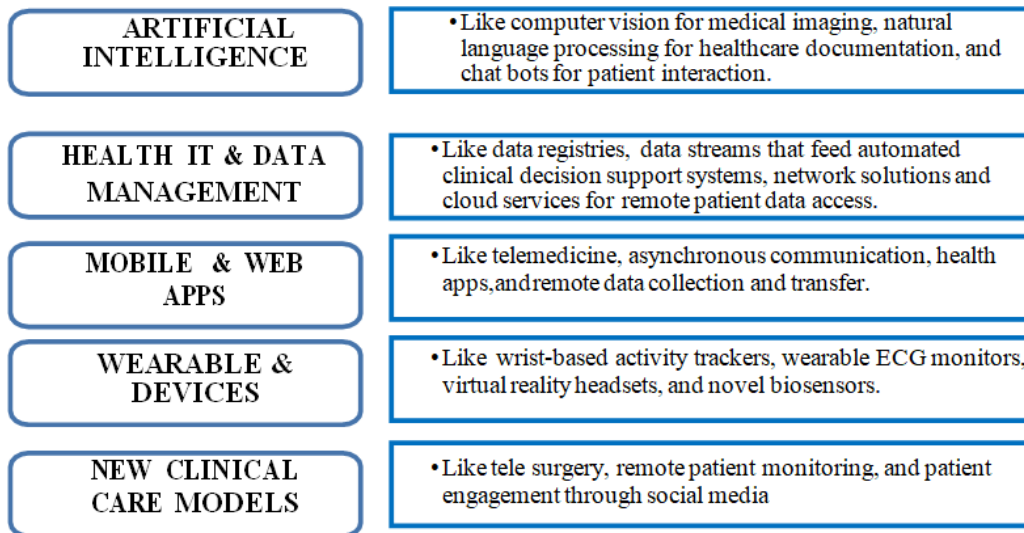 ARTIFICIAL
INTELLIGENCE
•Like computer vision for medical imaging, natural
language processing for healthcare documentation, and
chat bots for patient interaction.
HEALTH IT & DATA
MANAGEMENT
•Like data registries, data streams that feed automated
clinical decision support systems, network solutions and
cloud services for remote patient data access.
MOBILE & WEB
APPS
•Like telemedicine, asynchronous communication, health
apps,andremote data collection and transfer.
WEARABLE &
DEVICES
•Like wrist-based activity trackers, wearable ECG monitors,
virtual reality headsets, and novel biosensors.
NEW CLINICAL
CARE MODELS
•Like tele surgery, remote patient monitoring, and patient
engagement through social media